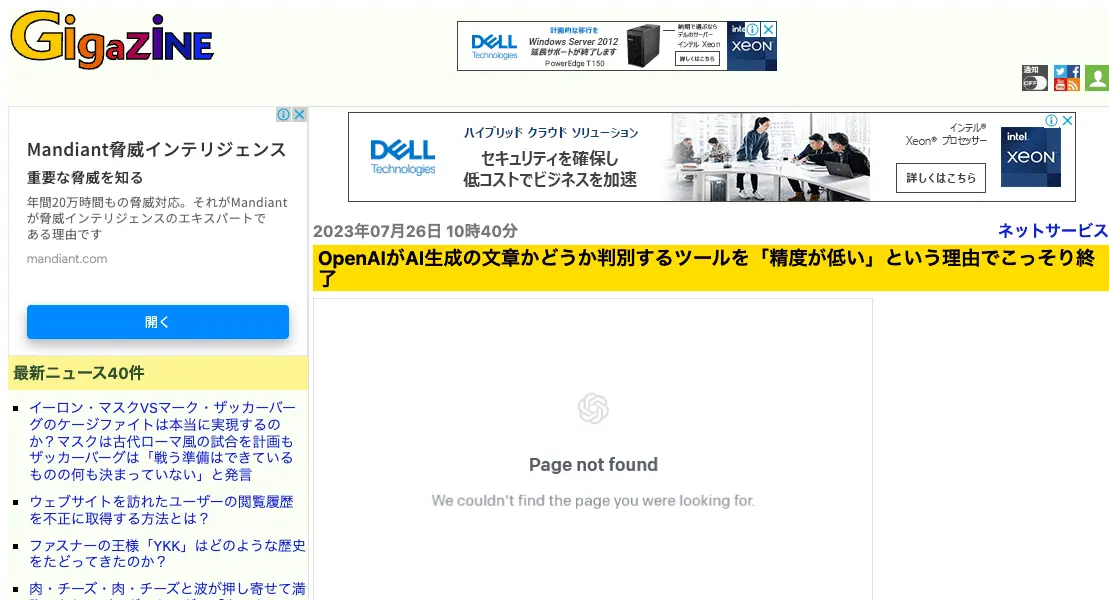 GIGAZINE
DELL
Technologies
計画的な移行を
Windows Server 2012
延長サポートが終了します
PowerEdge T150
納期で選ぶなら
デルのサーバー
インテル Xeon
詳しくはこちら
XEON
通知
OFF
Mandiant脅威インテリジェンス
重要な脅威を知る
年間20万時間もの脅威対応。それがMandiant
が脅威インテリジェンスのエキスパートで
ある理由です
mandiant.com
開く
DELL
Technologies
ハイブリッド クラウド ソリューション
セキュリティを確保し
低コストでビジネスを加速
インテル®
Xeon® プロセッサー
詳しくはこちら
intel.
XEON
2023年07月26日 10時40分
ネットサービス
OpenAIがAI生成の文章かどうか判別するツールを「精度が低い」という理由でこっそり終
了
Page not found
We couldn't find the page you were looking for.
最新ニュース40件
イーロン・マスクVSマーク・ザッカーバー
グのケージファイトは本当に実現するの
か？マスクは古代ローマ風の試合を計画も
ザッカーバーグは「戦う準備はできている
ものの何も決まっていない」と発言
ウェブサイトを訪れたユーザーの閲覧履歴
を不正に取得する方法とは？
ファスナーの王様「YKK」はどのような歴史
をたどってきたのか？
肉・チーズ・肉・チーズと波が押し寄せて満